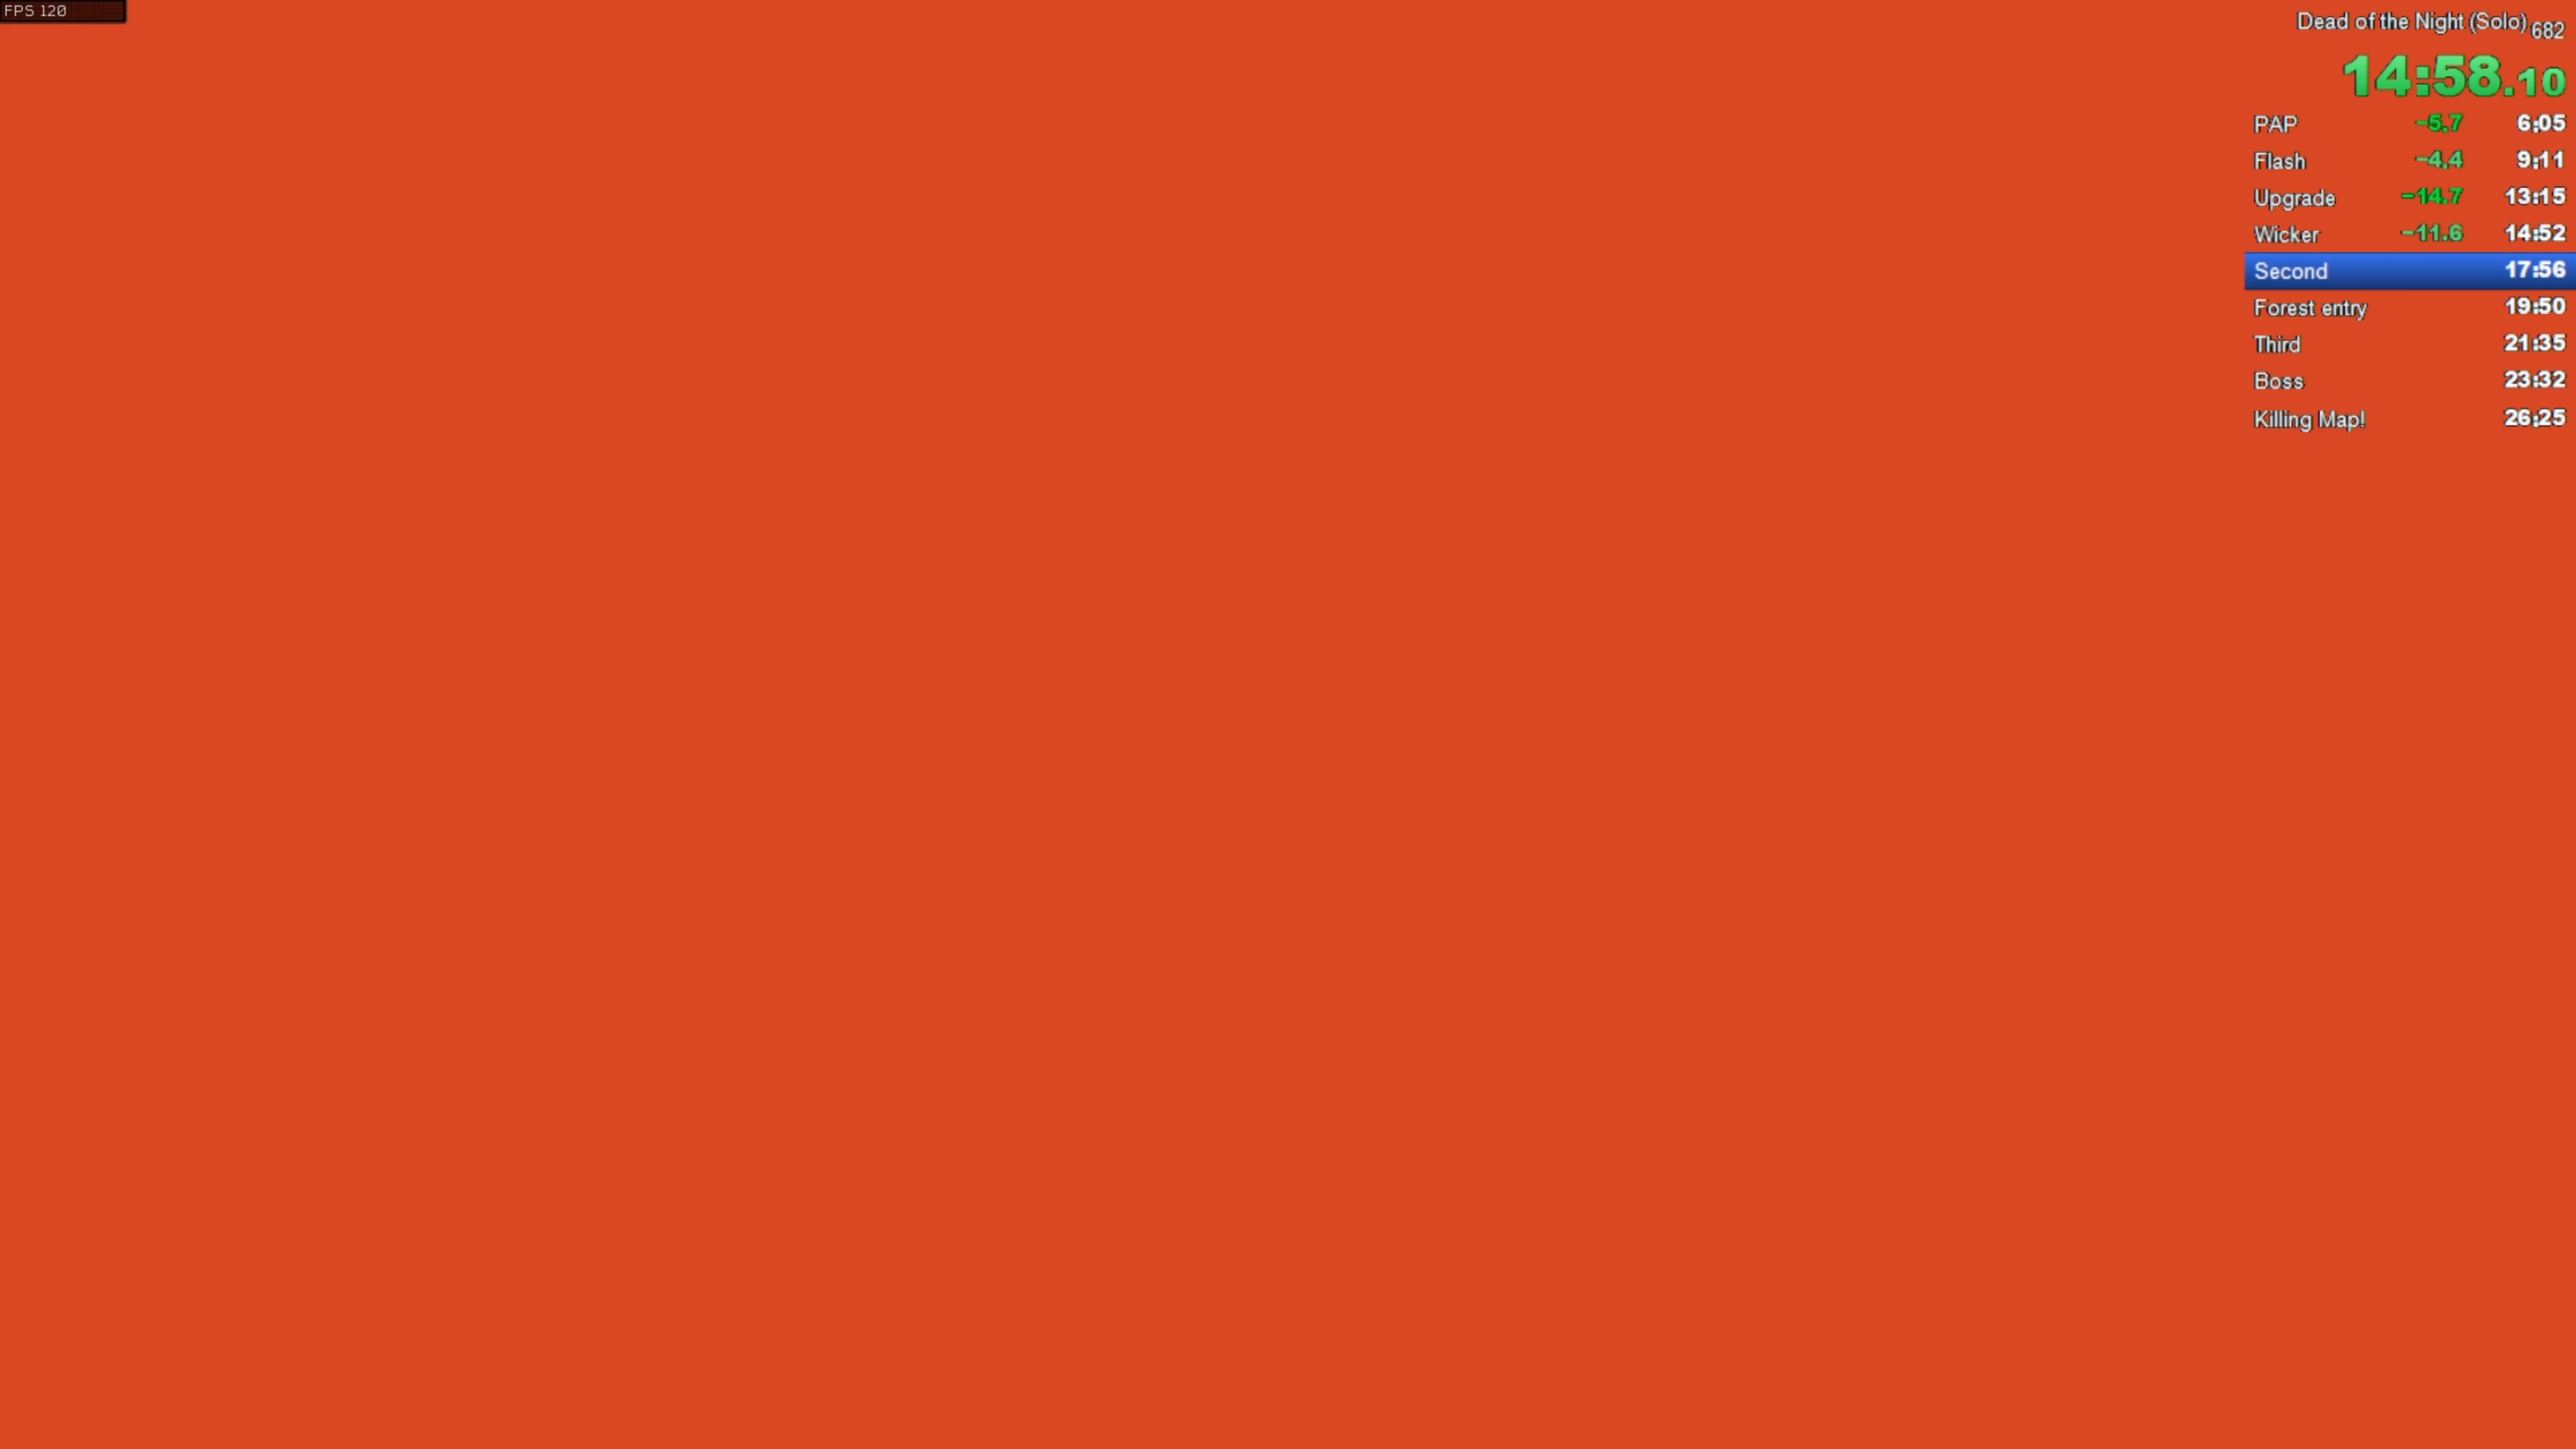 FPS 120
Dead of the Night (Solo) 682
14:58.10
PAP -5.7 6:05
Flash -4.4 9:11
Upgrade -14.7 13:15
Wicker -11.6 14:52
Second 17:56
Forest entry 19:50
Third 21:35
Boss 23:32
Killing Map! 26:25